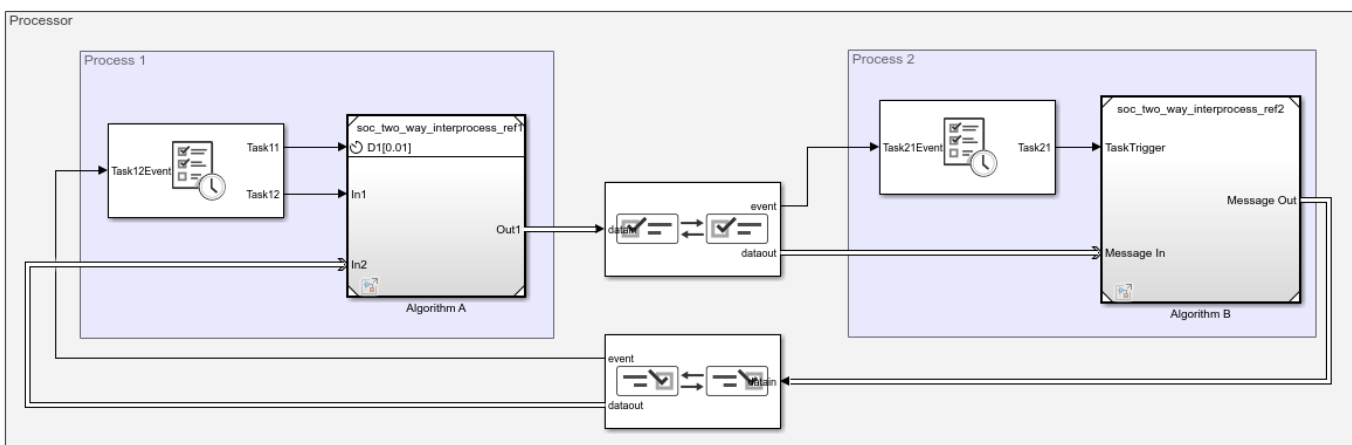 Processor
Process 1
Process 2
soc_two_way_interprocess_ref1
D1[0.01]
Task11
Task12Event
Task12
In1
Out1
In2
Algorithm A
event
datain
dataout
soc_two_way_interprocess_ref2
Task21Event
Task21
TaskTrigger
Message Out
Message In
Algorithm B
event
datain
dataout